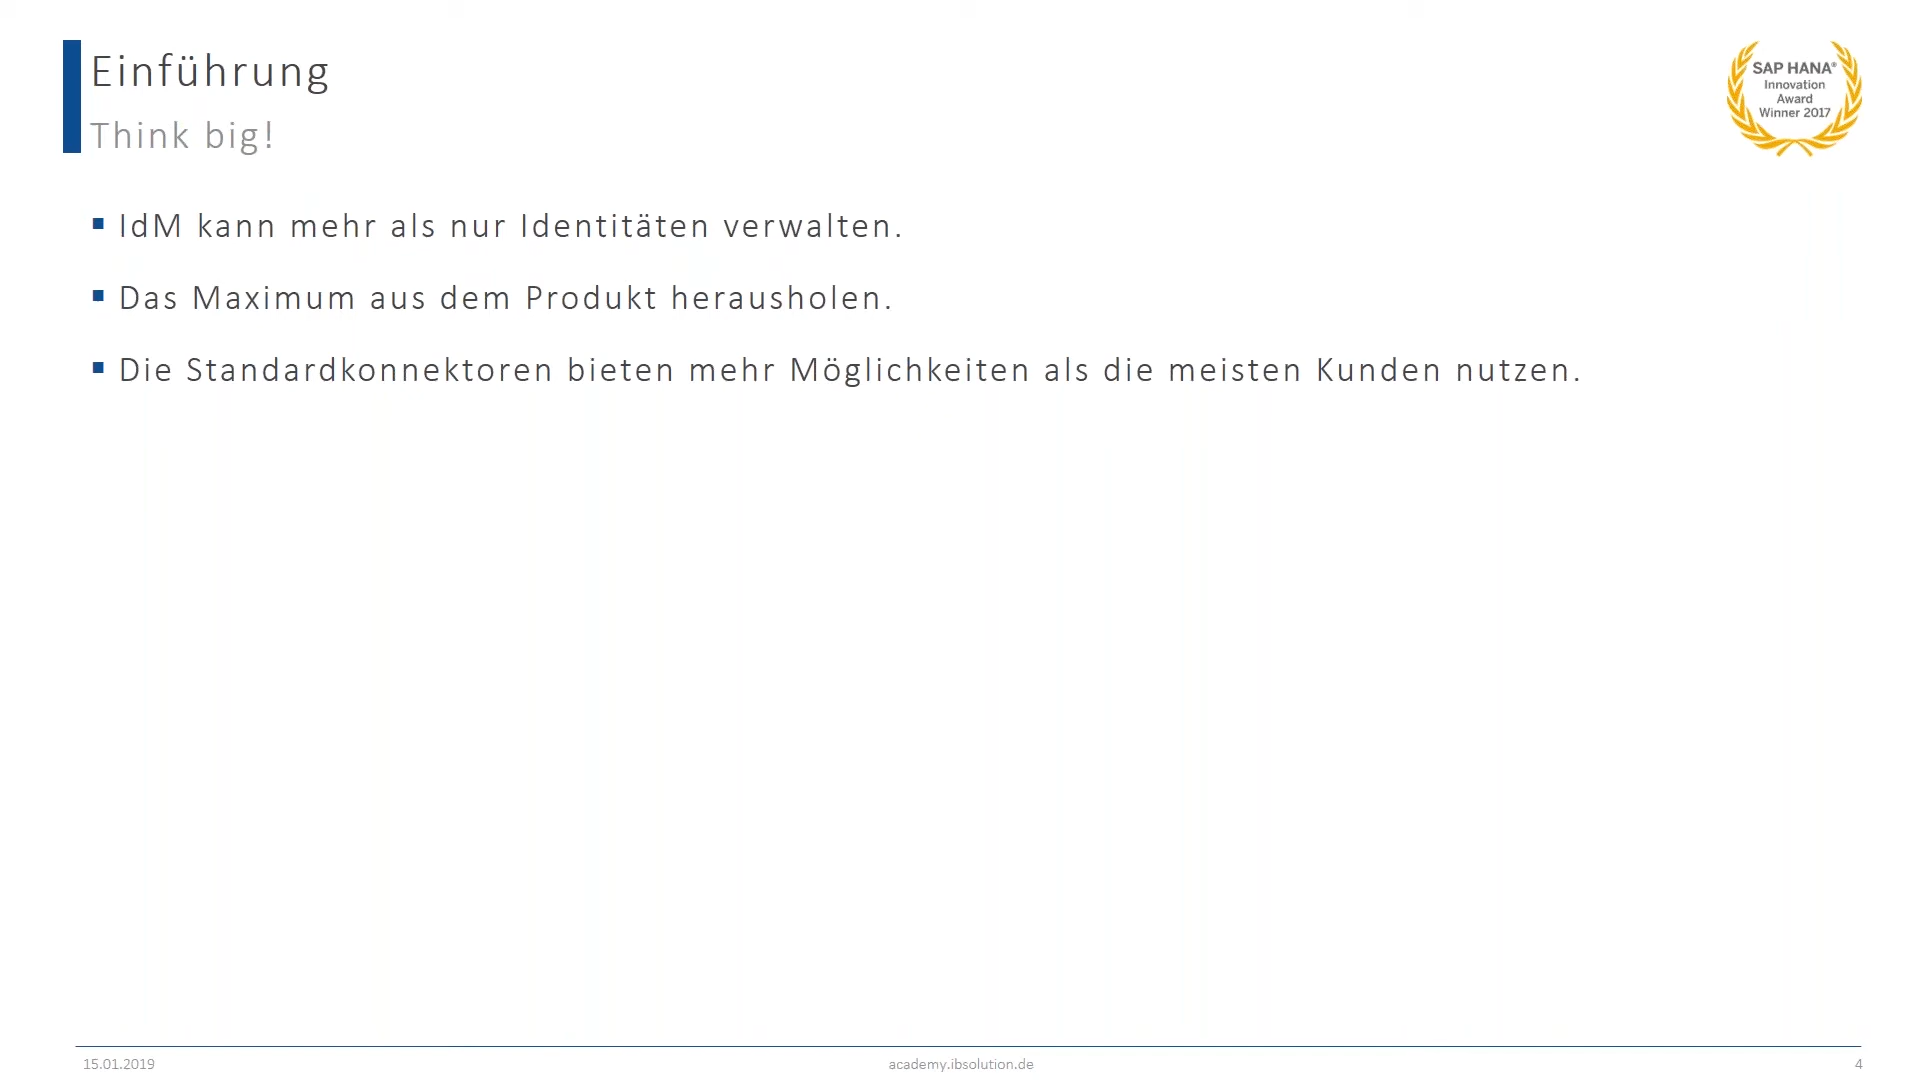 Einführung
Think big!
SAP HANA®
Innovation
Award
Winner 2017
▪ IdM kann mehr als nur Identitäten verwalten.
▪ Das Maximum aus dem Produkt herausholen.
▪ Die Standardkonnektoren bieten mehr Möglichkeiten als die meisten Kunden nutzen.
15.01.2019
academy.ibsolution.de
4